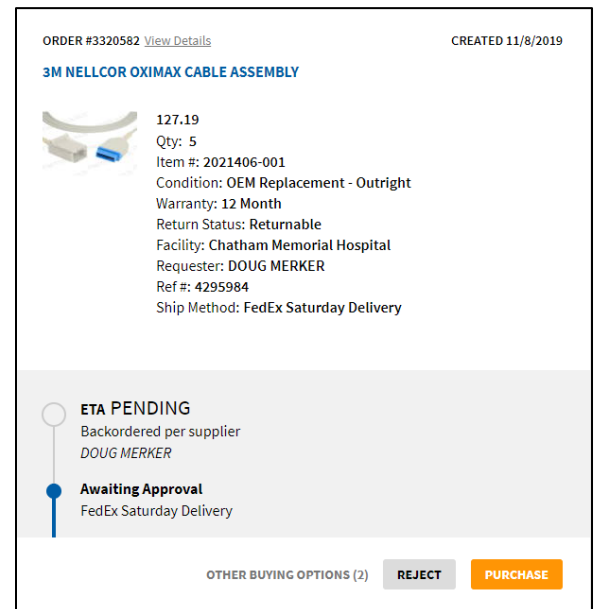 ORDER #3320582 View Details
CREATED 11/8/2019
3M NELLCOR OXIMAX CABLE ASSEMBLY
127.19
Qty: 5
Item #: 2021406-001
Condition: OEM Replacement - Outright
Warranty: 12 Month
Return Status: Returnable
Facility: Chatham Memorial Hospital
Requester: DOUG MERKER
Ref #: 4295984
Ship Method: FedEx Saturday Delivery
ETA PENDING
Backordered per supplier
DOUG MERKER
Awaiting Approval
FedEx Saturday Delivery
OTHER BUYING OPTIONS (2) REJECT PURCHASE